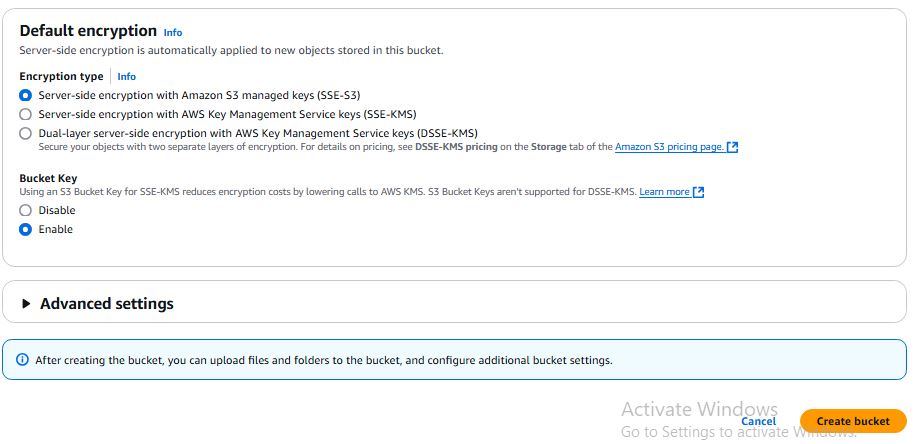 Default encryption Info
Server-side encryption is automatically applied to new objects stored in this bucket.
Encryption type Info
Server-side encryption with Amazon S3 managed keys (SSE-S3)
Server-side encryption with AWS Key Management Service keys (SSE-KMS)
Dual-layer server-side encryption with AWS Key Management Service keys (DSSE-KMS)
Secure your objects with two separate layers of encryption. For details on pricing, see DSSE-KMS pricing on the Storage tab of the Amazon S3 pricing page.
Bucket Key
Using an S3 Bucket Key for SSE-KMS reduces encryption costs by lowering calls to AWS KMS. S3 Bucket Keys aren't supported for DSSE-KMS. Learn more
Disable
Enable
Advanced settings
After creating the bucket, you can upload files and folders to the bucket, and configure additional bucket settings.
Activate Windows
Cancel
Create bucket
Go to Settings to activate Windows.